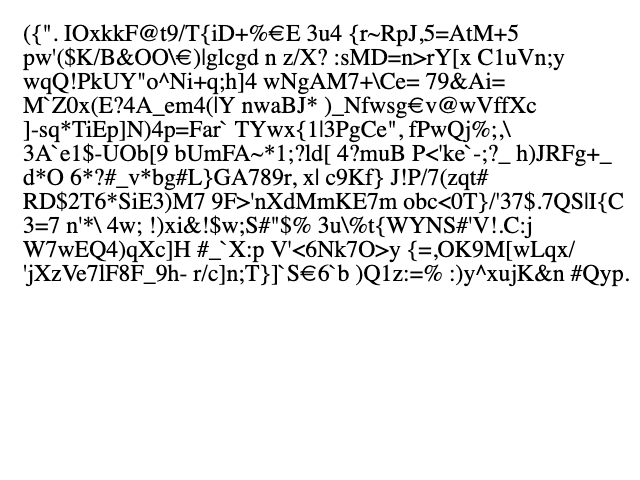 ({". IOxkkF@t9/T{iD+%€E 3u4 {r~RpJ,5=AtM+5
pw'($K/B&OO\€)|glcgd n z/X? :sMD=n>rY[x C1uVn;y
wqQ!PkUY"o^Ni+q;h]4 wNgAM7+\Ce= 79&Ai=
M`Z0x(E?4A_em4(|Y nwaBJ* )_Nfwsg€v@wVffXc
]-sq*TiEp]N)4p=Far` TYwx{1|3PgCe", fPwQj%;,\
3A`e1$-UOb[9 bUmFA~*1;?ld[ 4?muB P<'ke`-;?_ h)JRFg+_
d*O 6*?#_v*bg#L}GA789r, x| c9Kf} J!P/7(zqt#
RD$2T6*SiE3)M7 9F>'nXdMmKE7m obc<0T}/'37$.7QS|I{C
3=7 n'*\ 4w; !)xi&!$w;S#"$% 3u\%t{WYNS#'V!.C:j
W7wEQ4)qXc]H #_`X:p V'<6Nk7O>y {=,OK9M[wLqx/
'jXzVe7lF8F_9h- r/c]n;T}]`S€6`b )Q1z:=% :)y^xujK&n #Qyp.